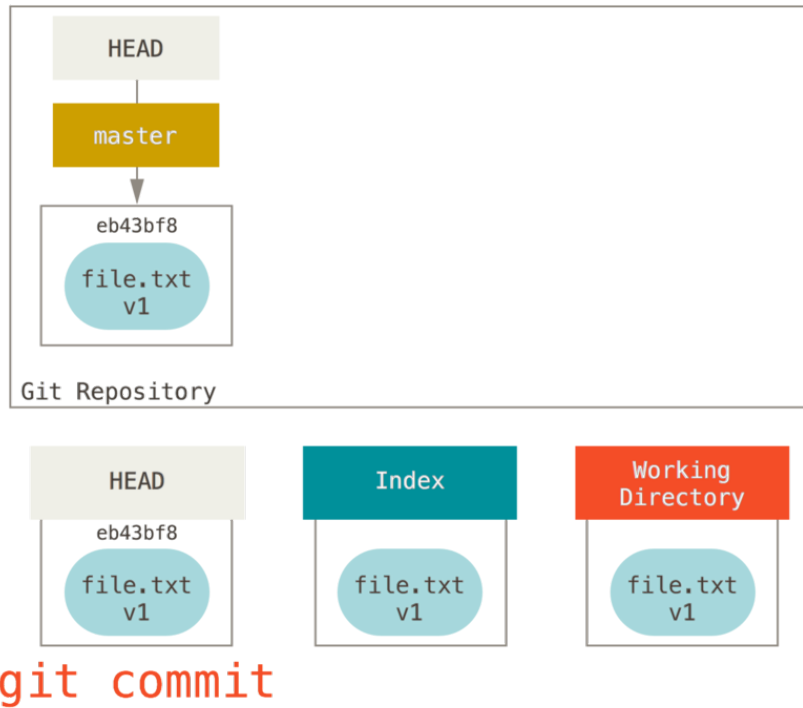 HEAD
master
eb43bf8
file.txt
v1
Git Repository
HEAD
eb43bf8
file.txt
v1
Index
file.txt
v1
Working
Directory
file.txt
v1
git commit